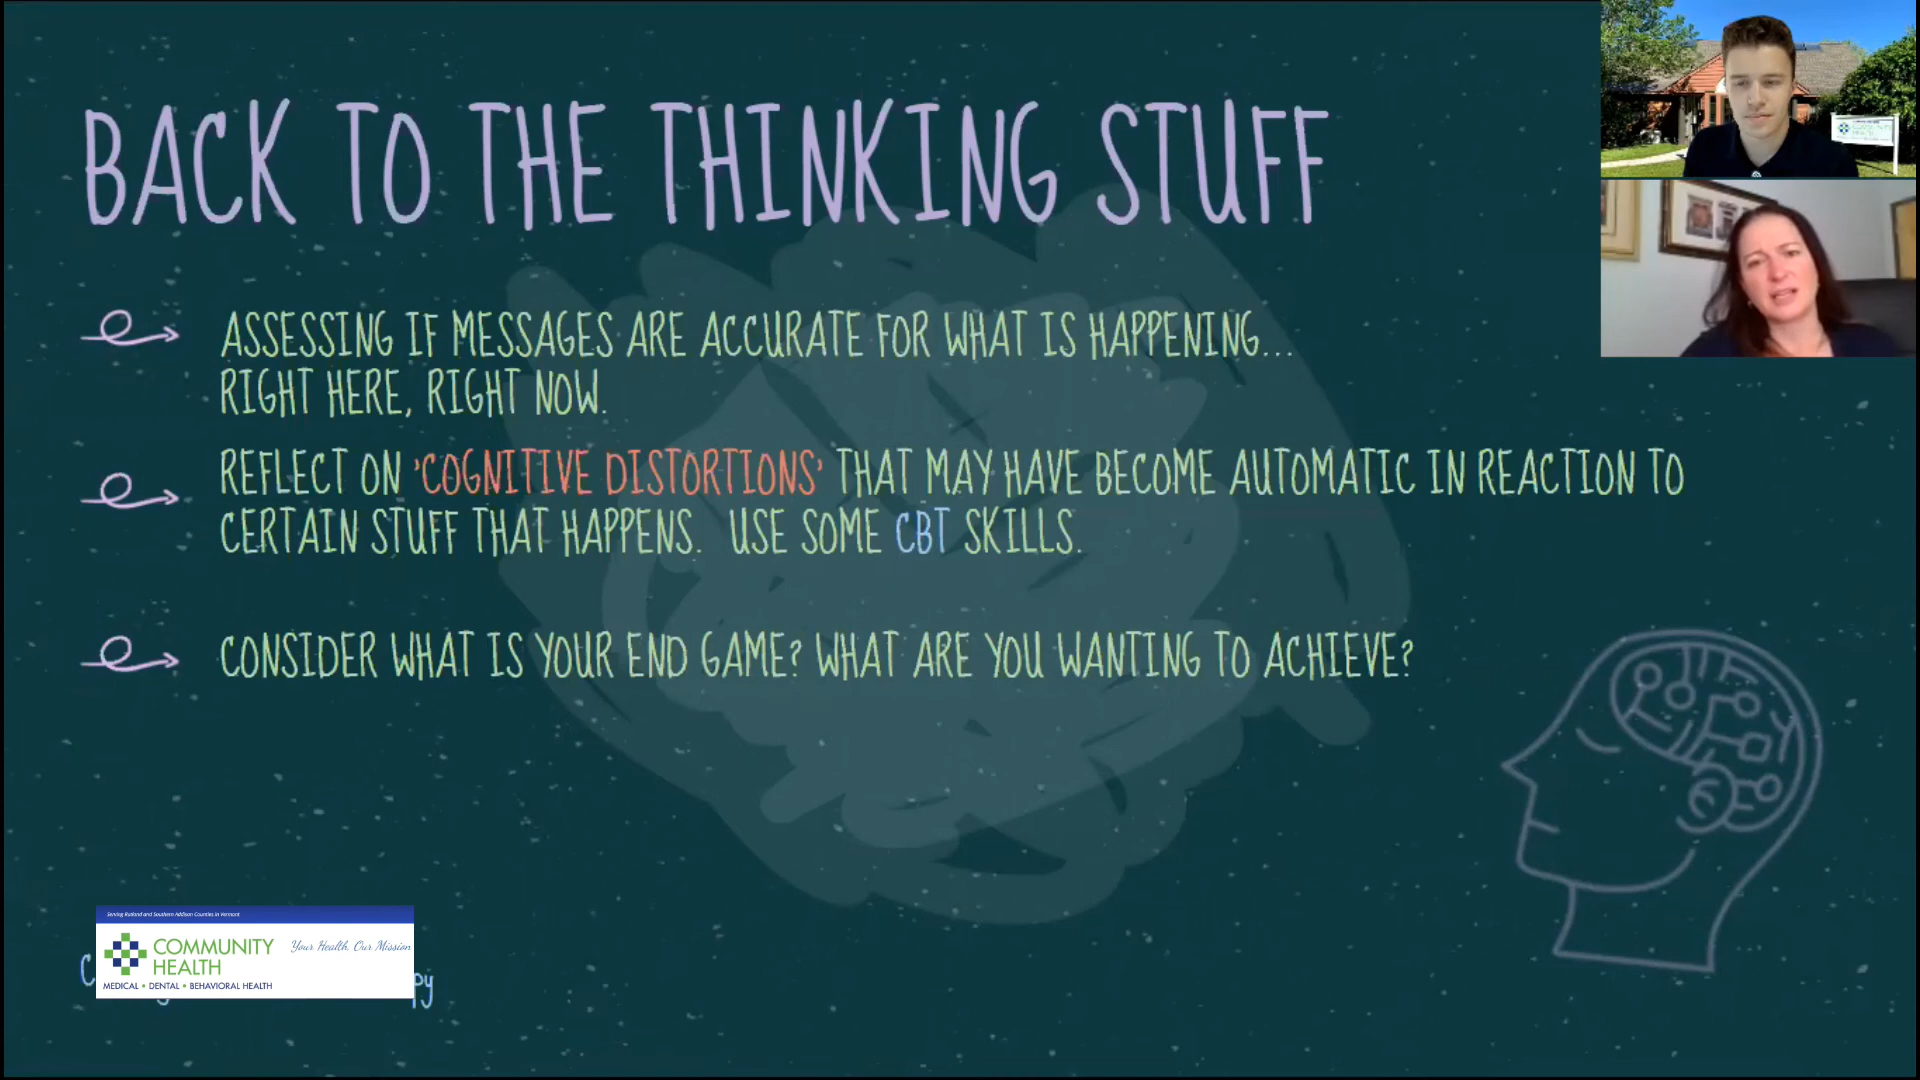 BACK TO THE THINKING STUFF
ASSESSING IF MESSAGES ARE ACCURATE FOR WHAT IS HAPPENING...
RIGHT HERE, RIGHT NOW.
REFLECT ON 'COGNITIVE DISTORTIONS' THAT MAY HAVE BECOME AUTOMATIC IN REACTION TO
CERTAIN STUFF THAT HAPPENS. USE SOME CBT SKILLS.
CONSIDER WHAT IS YOUR END GAME? WHAT ARE YOU WANTING TO ACHIEVE?
Serving Rutland and Southern Addison Counties in Vermont
COMMUNITY
HEALTH
Your Health, Our Mission
MEDICAL • DENTAL • BEHAVIORAL HEALTH